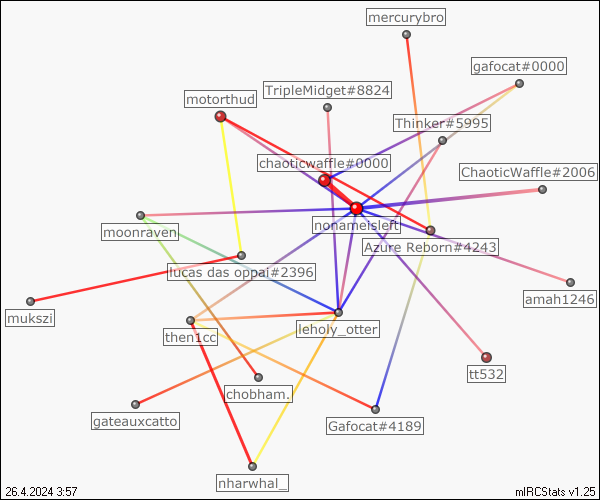 mercurybro
gafocat#0000
TripleMidget#8824
motorthud
Thinker#5995
chaoticwaffle#0000
ChaoticWaffle#2006
nonameisleft
moonraven
Azure Reborn#4243
lucas das oppai#2396
amah1246
mukszi
leholy_otter
then1cc
tt532
chobham.
gateauxcatto
Gafocat#4189
nharwhal_
26.4.2024 3:57
mIRCStats v1.25